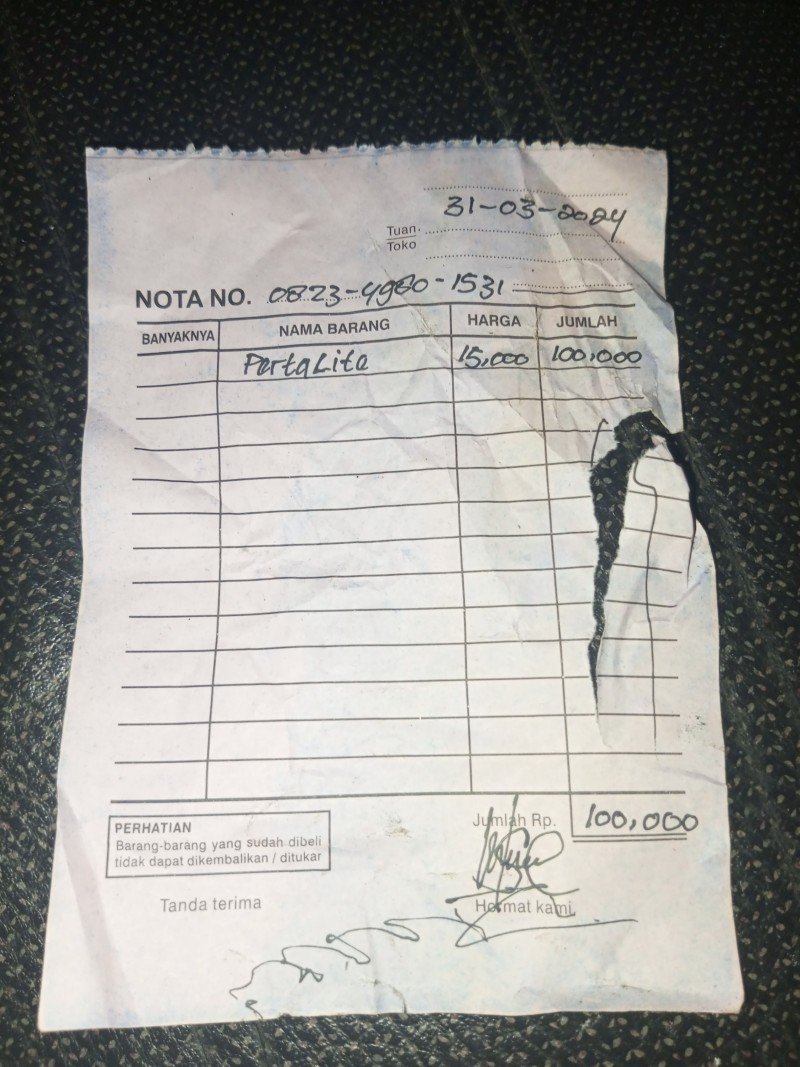 31-03-2024
Tuan
Toko
NOTA NO. 0823-4980-1531
BANYAKNYA NAMA BARANG HARGA JUMLAH
PertaLite 15,000 100,000
Jumlah Rp. 100,000
PERHATIAN
Barang-barang yang sudah dibeli
tidak dapat dikembalikan / ditukar
Tanda terima Hormat kami,